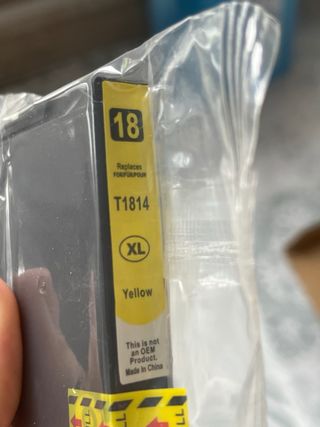 18
Replaces
FOR/FÜR/POUR
T1814
XL
Yellow
This is not
an OEM
Product.
Made In China